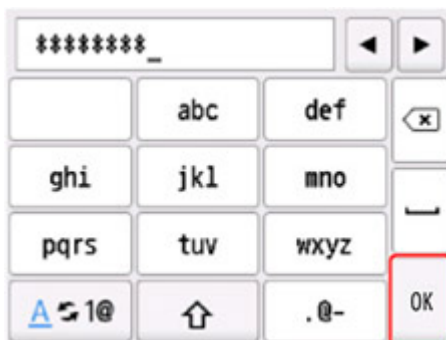 ********_
abc def
ghi jkl mno
pqrs tuv wxyz
A 1@ .@- OK